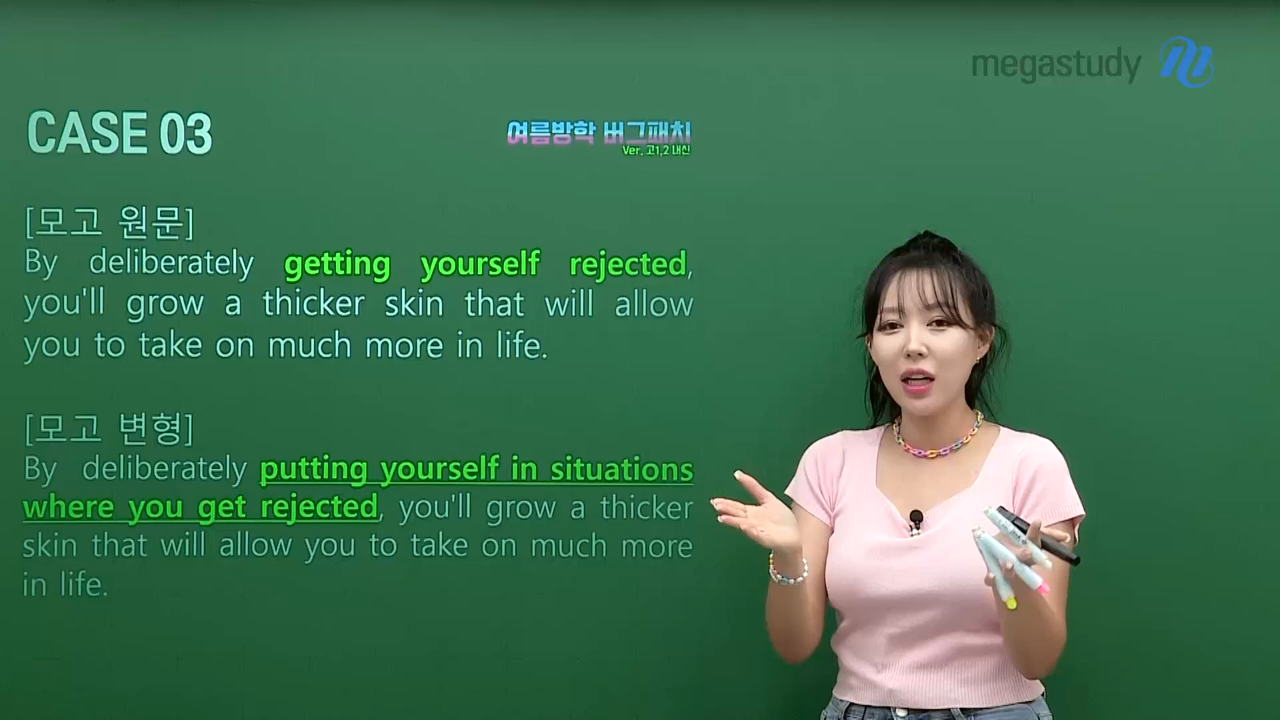 megastudy
CASE 03
여름방학 버그패치
Ver. 고1,2 내신
[모고 원문]
By deliberately getting yourself rejected,
you'll grow a thicker skin that will allow
you to take on much more in life.
[모고 변형]
By deliberately putting yourself in situations
where you get rejected, you'll grow a thicker
skin that will allow you to take on much more
in life.